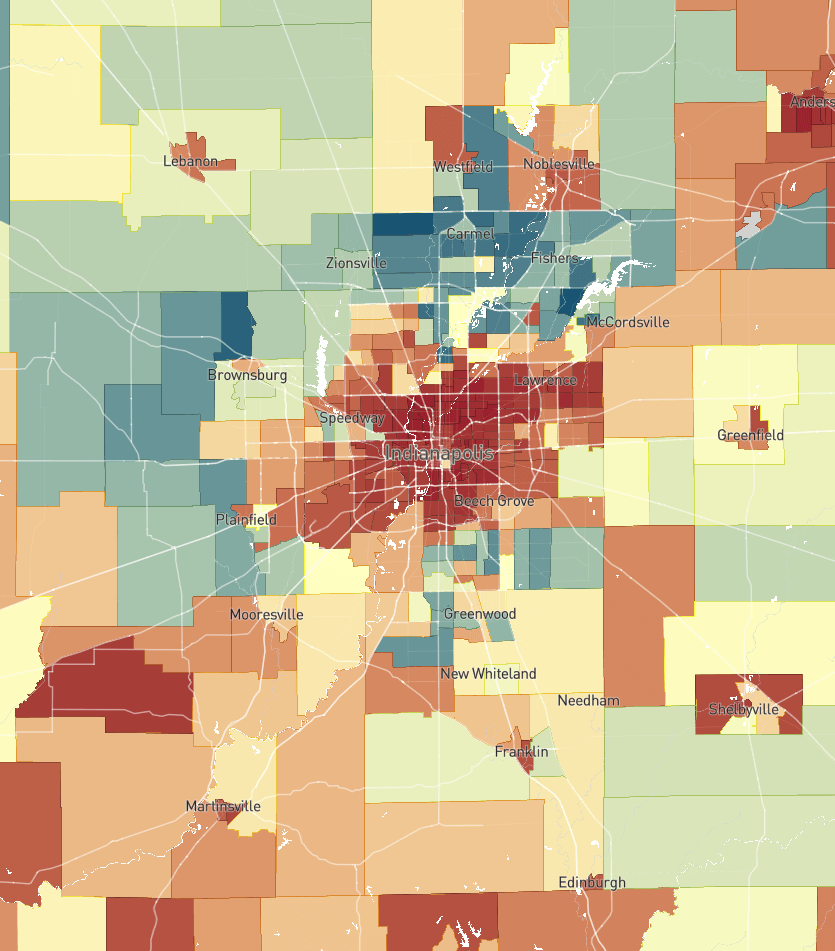 Anders
Lebanon
Westfield
Noblesville
Carmel
Zionsville
Fishers
McCordsville
Brownsburg
Lawrence
Speedway
Greenfield
Indianapolis
Beech Grove
Plainfield
Mooresville
Greenwood
New Whiteland
Needham
Shelbyville
Franklin
Martinsville
Edinburgh